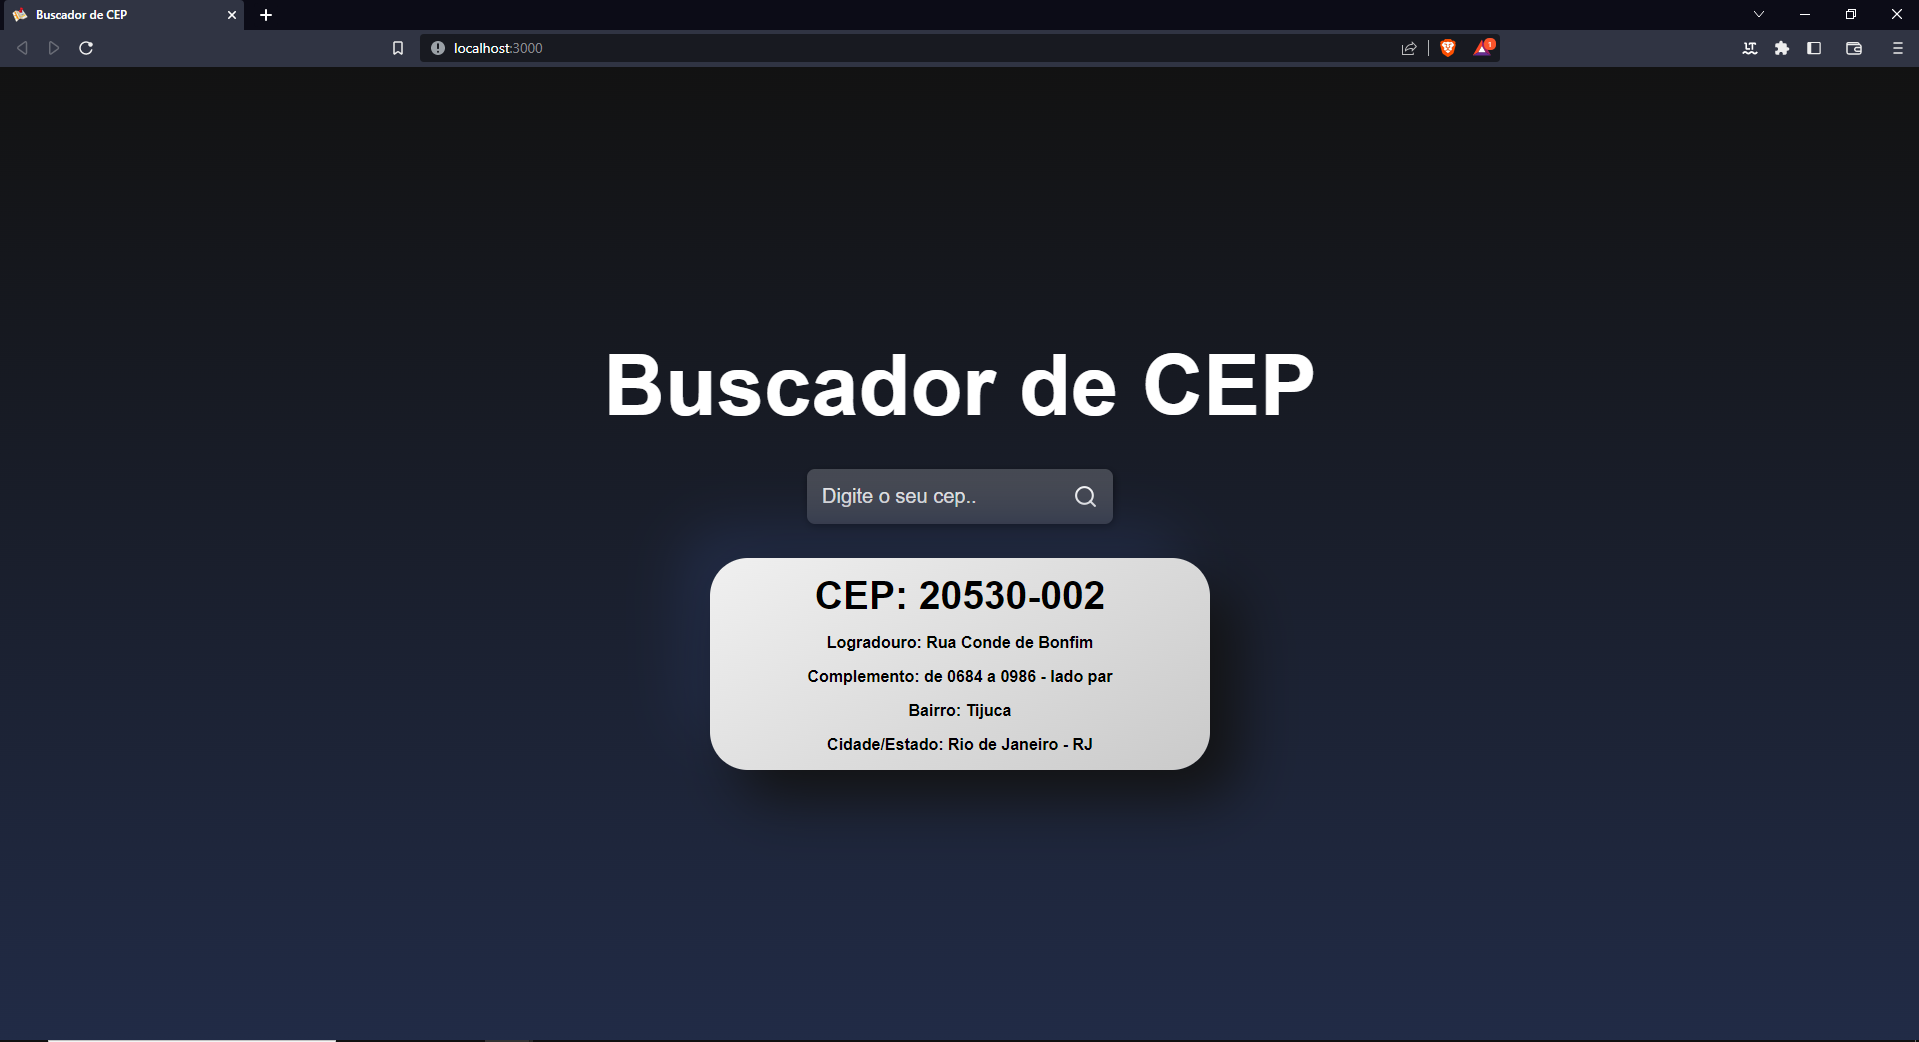 Buscador de CEP
localhost:3000
1
Buscador de CEP
Digite o seu cep..
CEP: 20530-002
Logradouro: Rua Conde de Bonfim
Complemento: de 0684 a 0986 - lado par
Bairro: Tijuca
Cidade/Estado: Rio de Janeiro - RJ